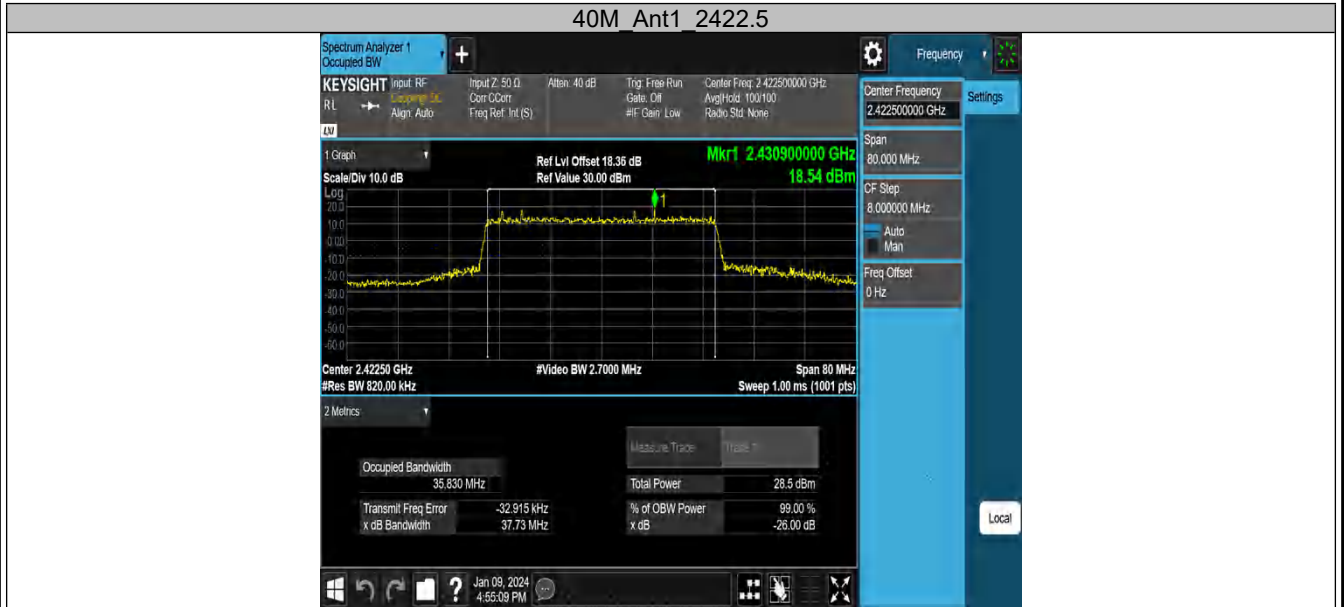 40M_Ant1_2422.5
Spectrum Analyzer 1
Occupied BW
+
Frequency
KEYSIGHT
Input: RF
Input Z: 50 Ω
Atten: 40 dB
Trig: Free Run
Center Freq: 2.422500000 GHz
RL
Coupling: DC
Corr CCorr
Gate: Off
Avg|Hold: 100/100
Align: Auto
Freq Ref: Int (S)
#IF Gain: Low
Radio Std: None
LXI
Center Frequency
2.422500000 GHz
Settings
Span
80.000 MHz
CF Step
8.000000 MHz
Auto
Man
Freq Offset
0 Hz
Local
1 Graph
Ref Lvl Offset 18.36 dB
Mkr1 2.430900000 GHz
Scale/Div 10.0 dB
Ref Value 30.00 dBm
18.54 dBm
Log
1
20.0
10.0
0.00
-10.0
-20.0
-30.0
-40.0
-50.0
-60.0
Center 2.42250 GHz
#Video BW 2.7000 MHz
Span 80 MHz
#Res BW 820.00 kHz
Sweep 1.00 ms (1001 pts)
2 Metrics
Measure Trace
Trace 1
Occupied Bandwidth
35.830 MHz
Total Power
28.5 dBm
Transmit Freq Error
-32.915 kHz
% of OBW Power
99.00 %
x dB Bandwidth
37.73 MHz
x dB
-26.00 dB
?
Jan 09, 2024
4:55:09 PM